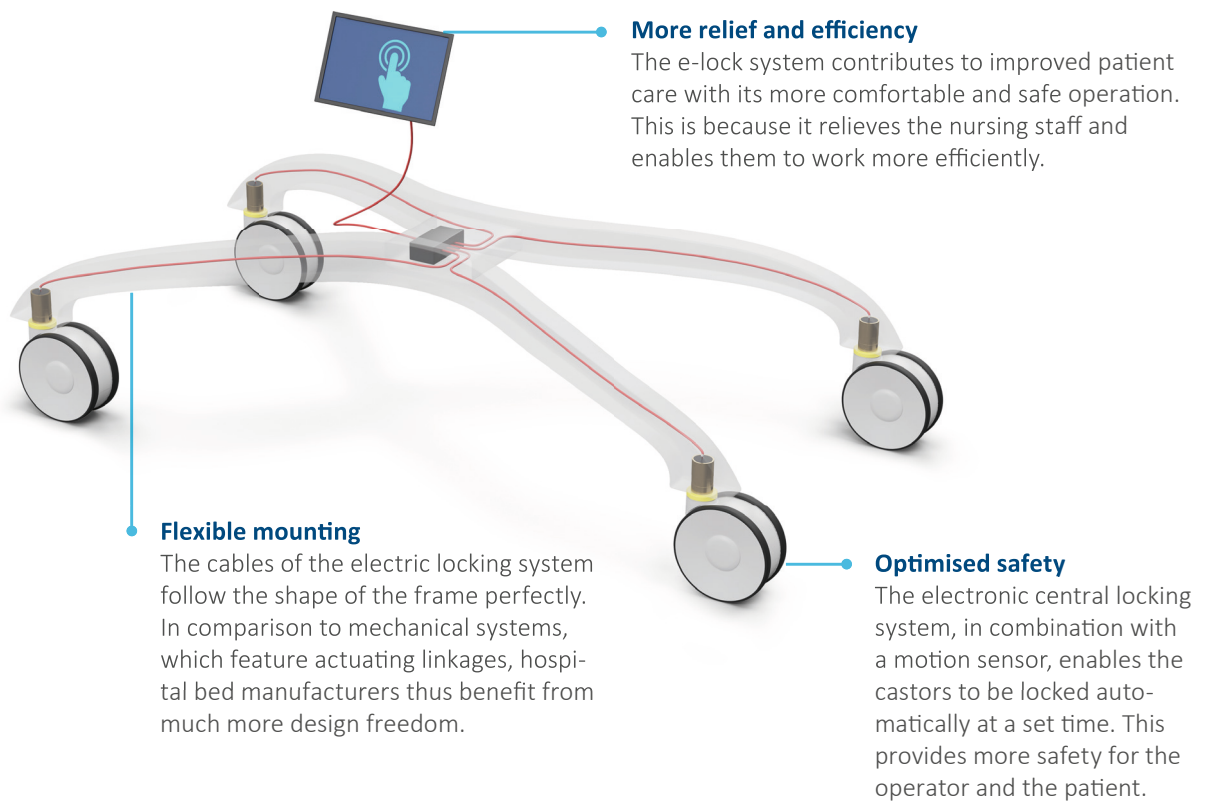 More relief and efficiency
The e-lock system contributes to improved patient
care with its more comfortable and safe operation.
This is because it relieves the nursing staff and
enables them to work more efficiently.
Flexible mounting
The cables of the electric locking system
follow the shape of the frame perfectly.
In comparison to mechanical systems,
which feature actuating linkages, hospi-
tal bed manufacturers thus benefit from
much more design freedom.
Optimised safety
The electronic central locking
system, in combination with
a motion sensor, enables the
castors to be locked auto-
matically at a set time. This
provides more safety for the
operator and the patient.